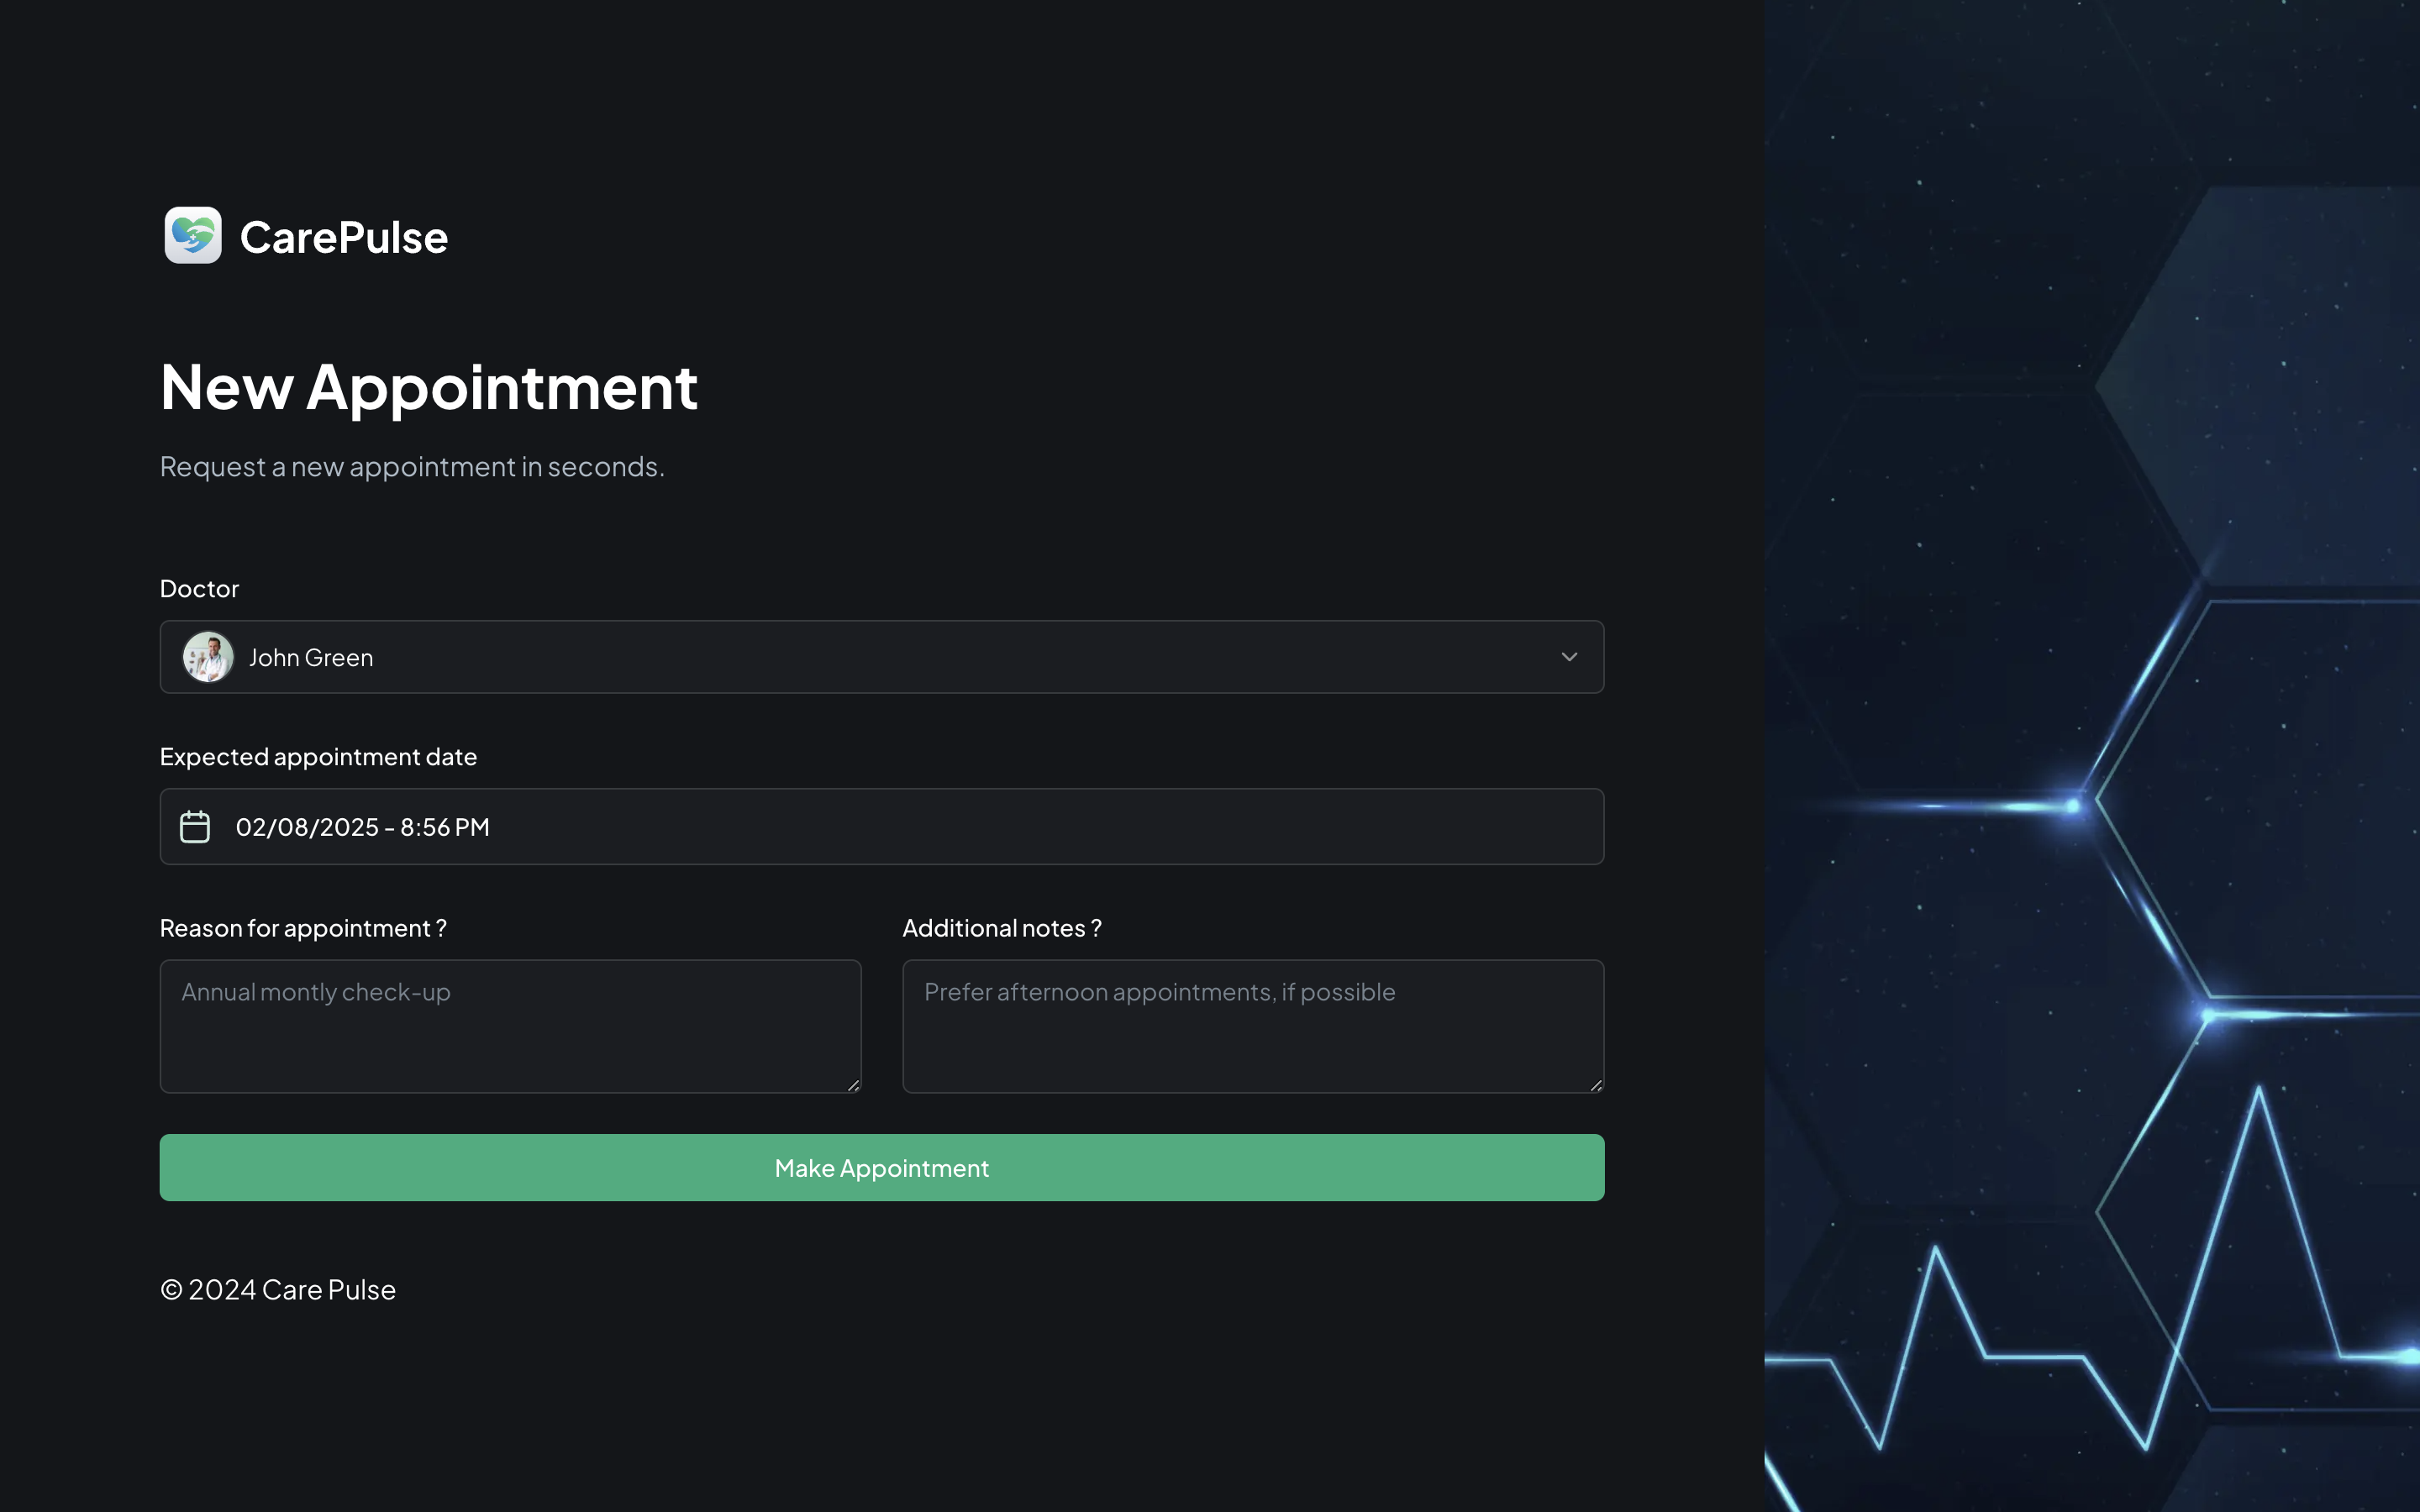 CarePulse
New Appointment
Request a new appointment in seconds.
Doctor
John Green
Expected appointment date
02/08/2025 - 8:56 PM
Reason for appointment ?
Additional notes ?
Annual montly check-up
Prefer afternoon appointments, if possible
Make Appointment
© 2024 Care Pulse